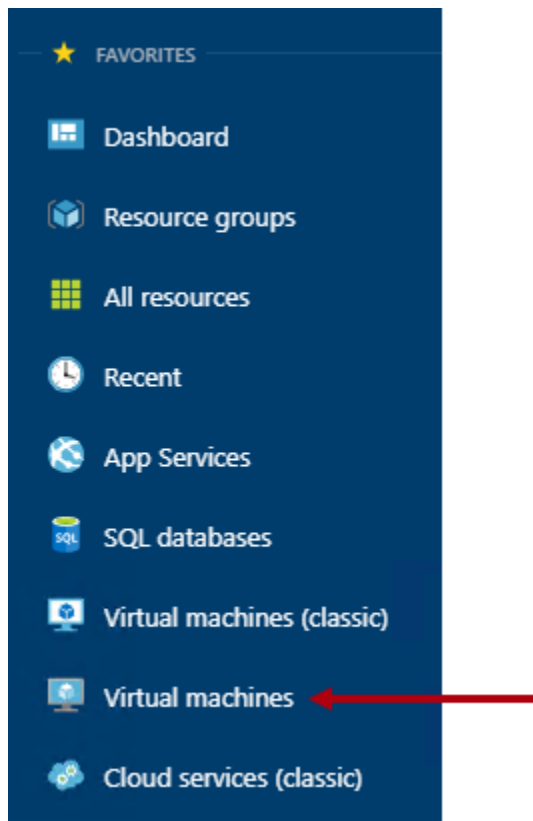 FAVORITES
Dashboard
Resource groups
All resources
Recent
App Services
SQL
SQL databases
Virtual machines (classic)
Virtual machines
Cloud services (classic)